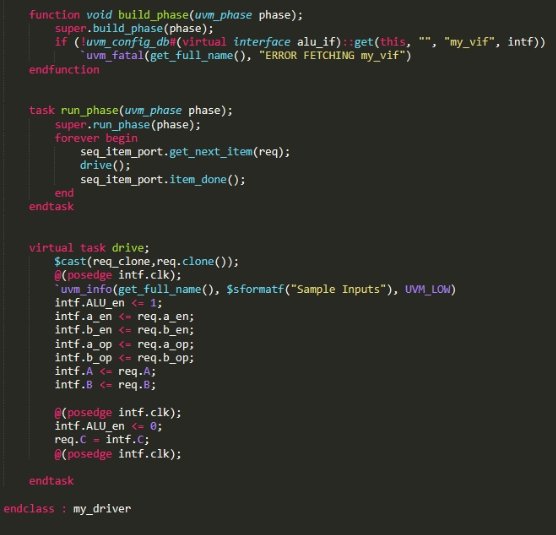 function void build_phase(uvm_phase phase);
super.build_phase(phase);
if (!uvm_config_db#(virtual interface alu_if)::get(this, "", "my_vif", intf))
`uvm_fatal(get_full_name(), "ERROR FETCHING my_vif")
endfunction
task run_phase(uvm_phase phase);
super.run_phase(phase);
forever begin
seq_item_port.get_next_item(req);
drive();
seq_item_port.item_done();
end
endtask
virtual task drive;
$cast(req_clone,req.clone());
@(posedge intf.clk);
`uvm_info(get_full_name(), $sformatf("Sample Inputs"), UVM_LOW)
intf.ALU_en <= 1;
intf.a_en <= req.a_en;
intf.b_en <= req.b_en;
intf.a_op <= req.a_op;
intf.b_op <= req.b_op;
intf.A <= req.A;
intf.B <= req.B;
@(posedge intf.clk);
intf.ALU_en <= 0;
req.C = intf.C;
@(posedge intf.clk);
endtask
endclass : my_driver